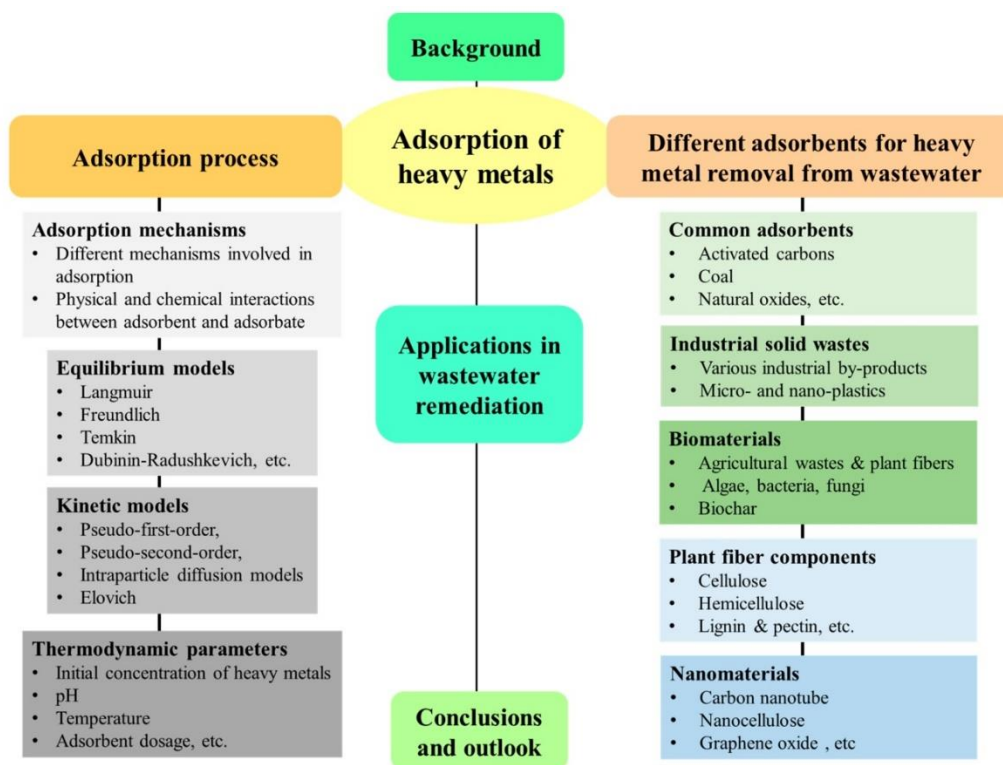 Background
Adsorption of
heavy metals
Adsorption process
Adsorption mechanisms
• Different mechanisms involved in
adsorption
• Physical and chemical interactions
between adsorbent and adsorbate
Equilibrium models
• Langmuir
• Freundlich
• Temkin
• Dubinin-Radushkevich, etc.
Kinetic models
• Pseudo-first-order,
• Pseudo-second-order,
• Intraparticle diffusion models
• Elovich
Thermodynamic parameters
• Initial concentration of heavy metals
• pH
• Temperature
• Adsorbent dosage, etc.
Applications in
wastewater
remediation
Conclusions
and outlook
Different adsorbents for heavy
metal removal from wastewater
Common adsorbents
• Activated carbons
• Coal
• Natural oxides, etc.
Industrial solid wastes
• Various industrial by-products
• Micro- and nano-plastics
Biomaterials
• Agricultural wastes & plant fibers
• Algae, bacteria, fungi
• Biochar
Plant fiber components
• Cellulose
• Hemicellulose
• Lignin & pectin, etc.
Nanomaterials
• Carbon nanotube
• Nanocellulose
• Graphene oxide , etc